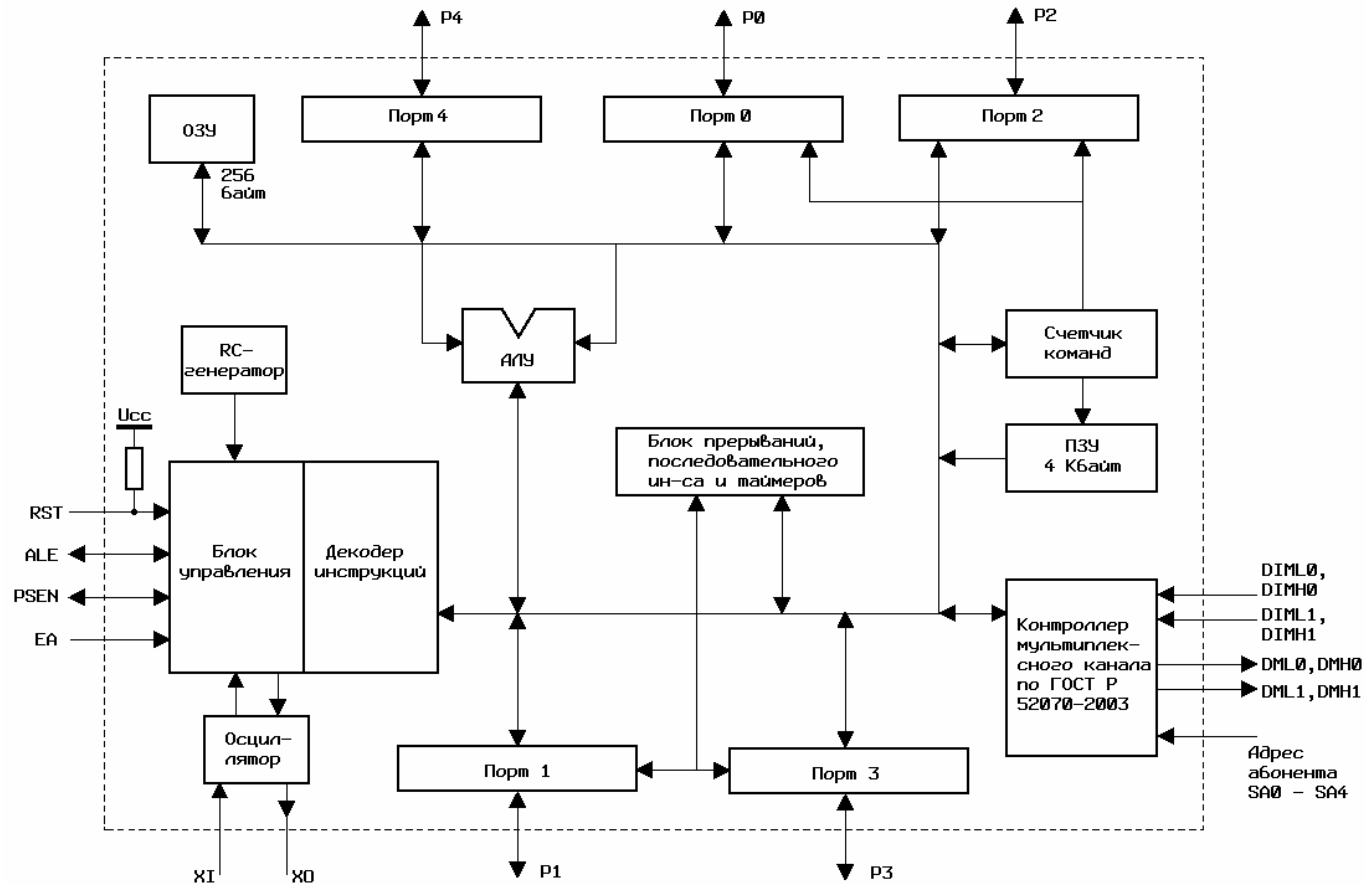 P4
P0
P2
Порт 4
Порт 0
Порт 2
ОЗУ
256
байт
RC-
генератор
АЛУ
Счетчик
команд
Ucc
Блок прерываний,
последовательного
ин-са и таймеров
ПЗУ
4 Кбайт
RST
ALE
PSEN
EA
Блок
управления
Декодер
инструкций
DIML0,
DIMH0
DIML1,
DIMH1
DML0,DMH0
DML1,DMH1
Контроллер
мультиплек-
сного канала
по ГОСТ Р
52070-2003
Осцил-
лятор
Порт 1
Порт 3
Адрес
абонента
SA0 - SA4
XI
XO
P1
P3